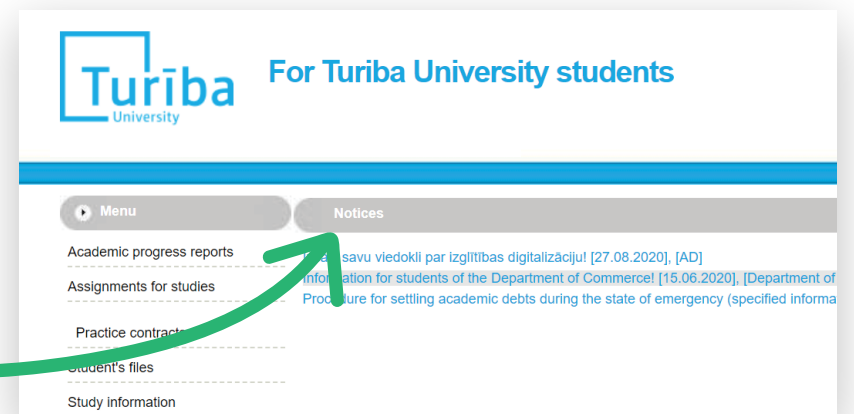 Turība
University
For Turiba University students
Menu
Notices
Academic progress reports
Assignments for studies
Practice contracts
Student's files
Study information
savu viedokli par izglītības digitalizāciju! [27.08.2020], [AD]
Information for students of the Department of Commerce! [15.06.2020], [Department of
Procedure for settling academic debts during the state of emergency (specified informa